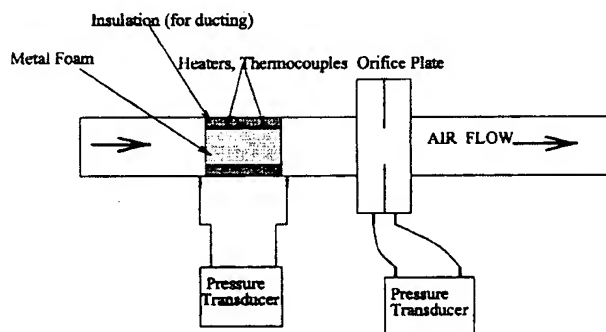 Insulation (for ducting)
Metal Foam
Heaters, Thermocouples Orifice Plate
AIR FLOW
Pressure
Transducer
Pressure
Transducer